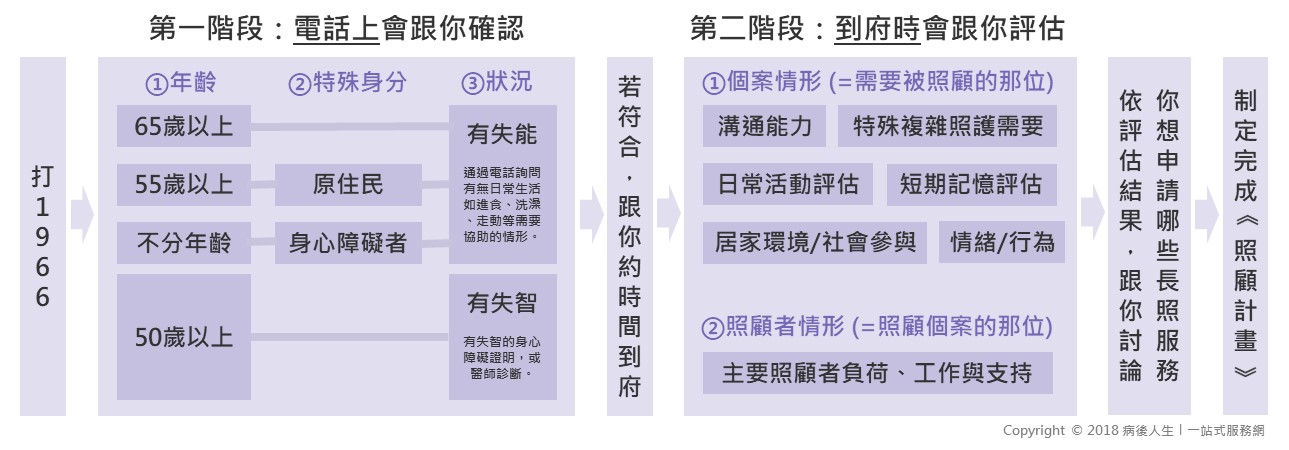 第一階段：電話上會跟你確認
打1966
①年齡
②特殊身分
③狀況
65歲以上
55歲以上
原住民
不分年齡
身心障礙者
有失能
通過電話詢問
有無日常生活
如進食、洗澡
、走動等需要
協助的情形。
50歲以上
有失智
有失智的身心
障礙證明，或
醫師診斷。
若符合，跟你約時間到府
第二階段：到府時會跟你評估
①個案情形 (=需要被照顧的那位)
溝通能力
特殊複雜照護需要
日常活動評估
短期記憶評估
居家環境/社會參與
情緒/行為
②照顧者情形 (=照顧個案的那位)
主要照顧者負荷、工作與支持
依評估結果，跟你討論
你想申請哪些長照服務
制定完成《照顧計畫》
Copyright © 2018 病後人生｜一站式服務網